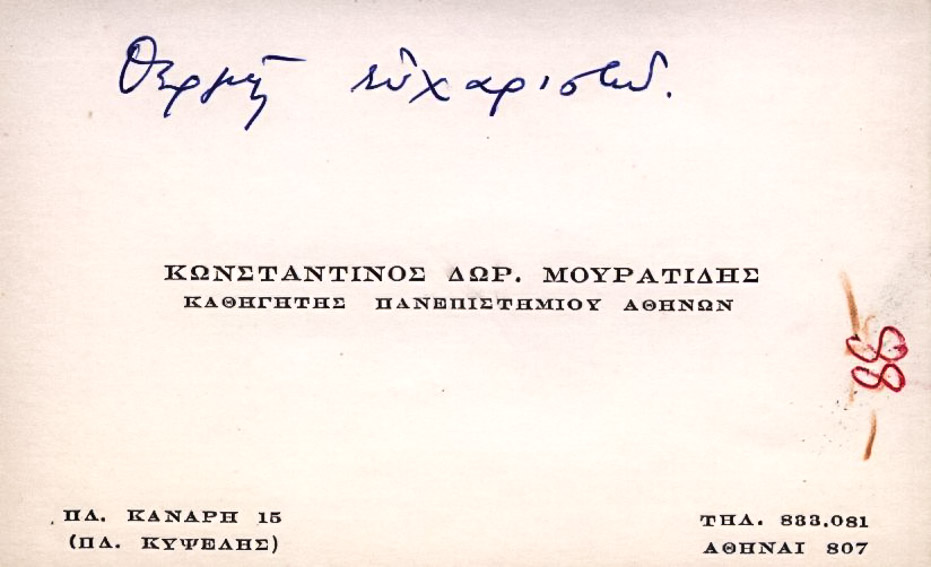 Θερμῶς εὐχαριστῶ.
ΚΩΝΣΤΑΝΤΙΝΟΣ ΔΩΡ. ΜΟΥΡΑΤΙΔΗΣ
ΚΑΘΗΓΗΤΗΣ ΠΑΝΕΠΙΣΤΗΜΙΟΥ ΑΘΗΝΩΝ
88
ΠΛ. ΚΑΝΑΡΗ 15
(ΠΛ. ΚΥΨΕΛΗΣ)
ΤΗΛ. 833.081
ΑΘΗΝΑΙ 807